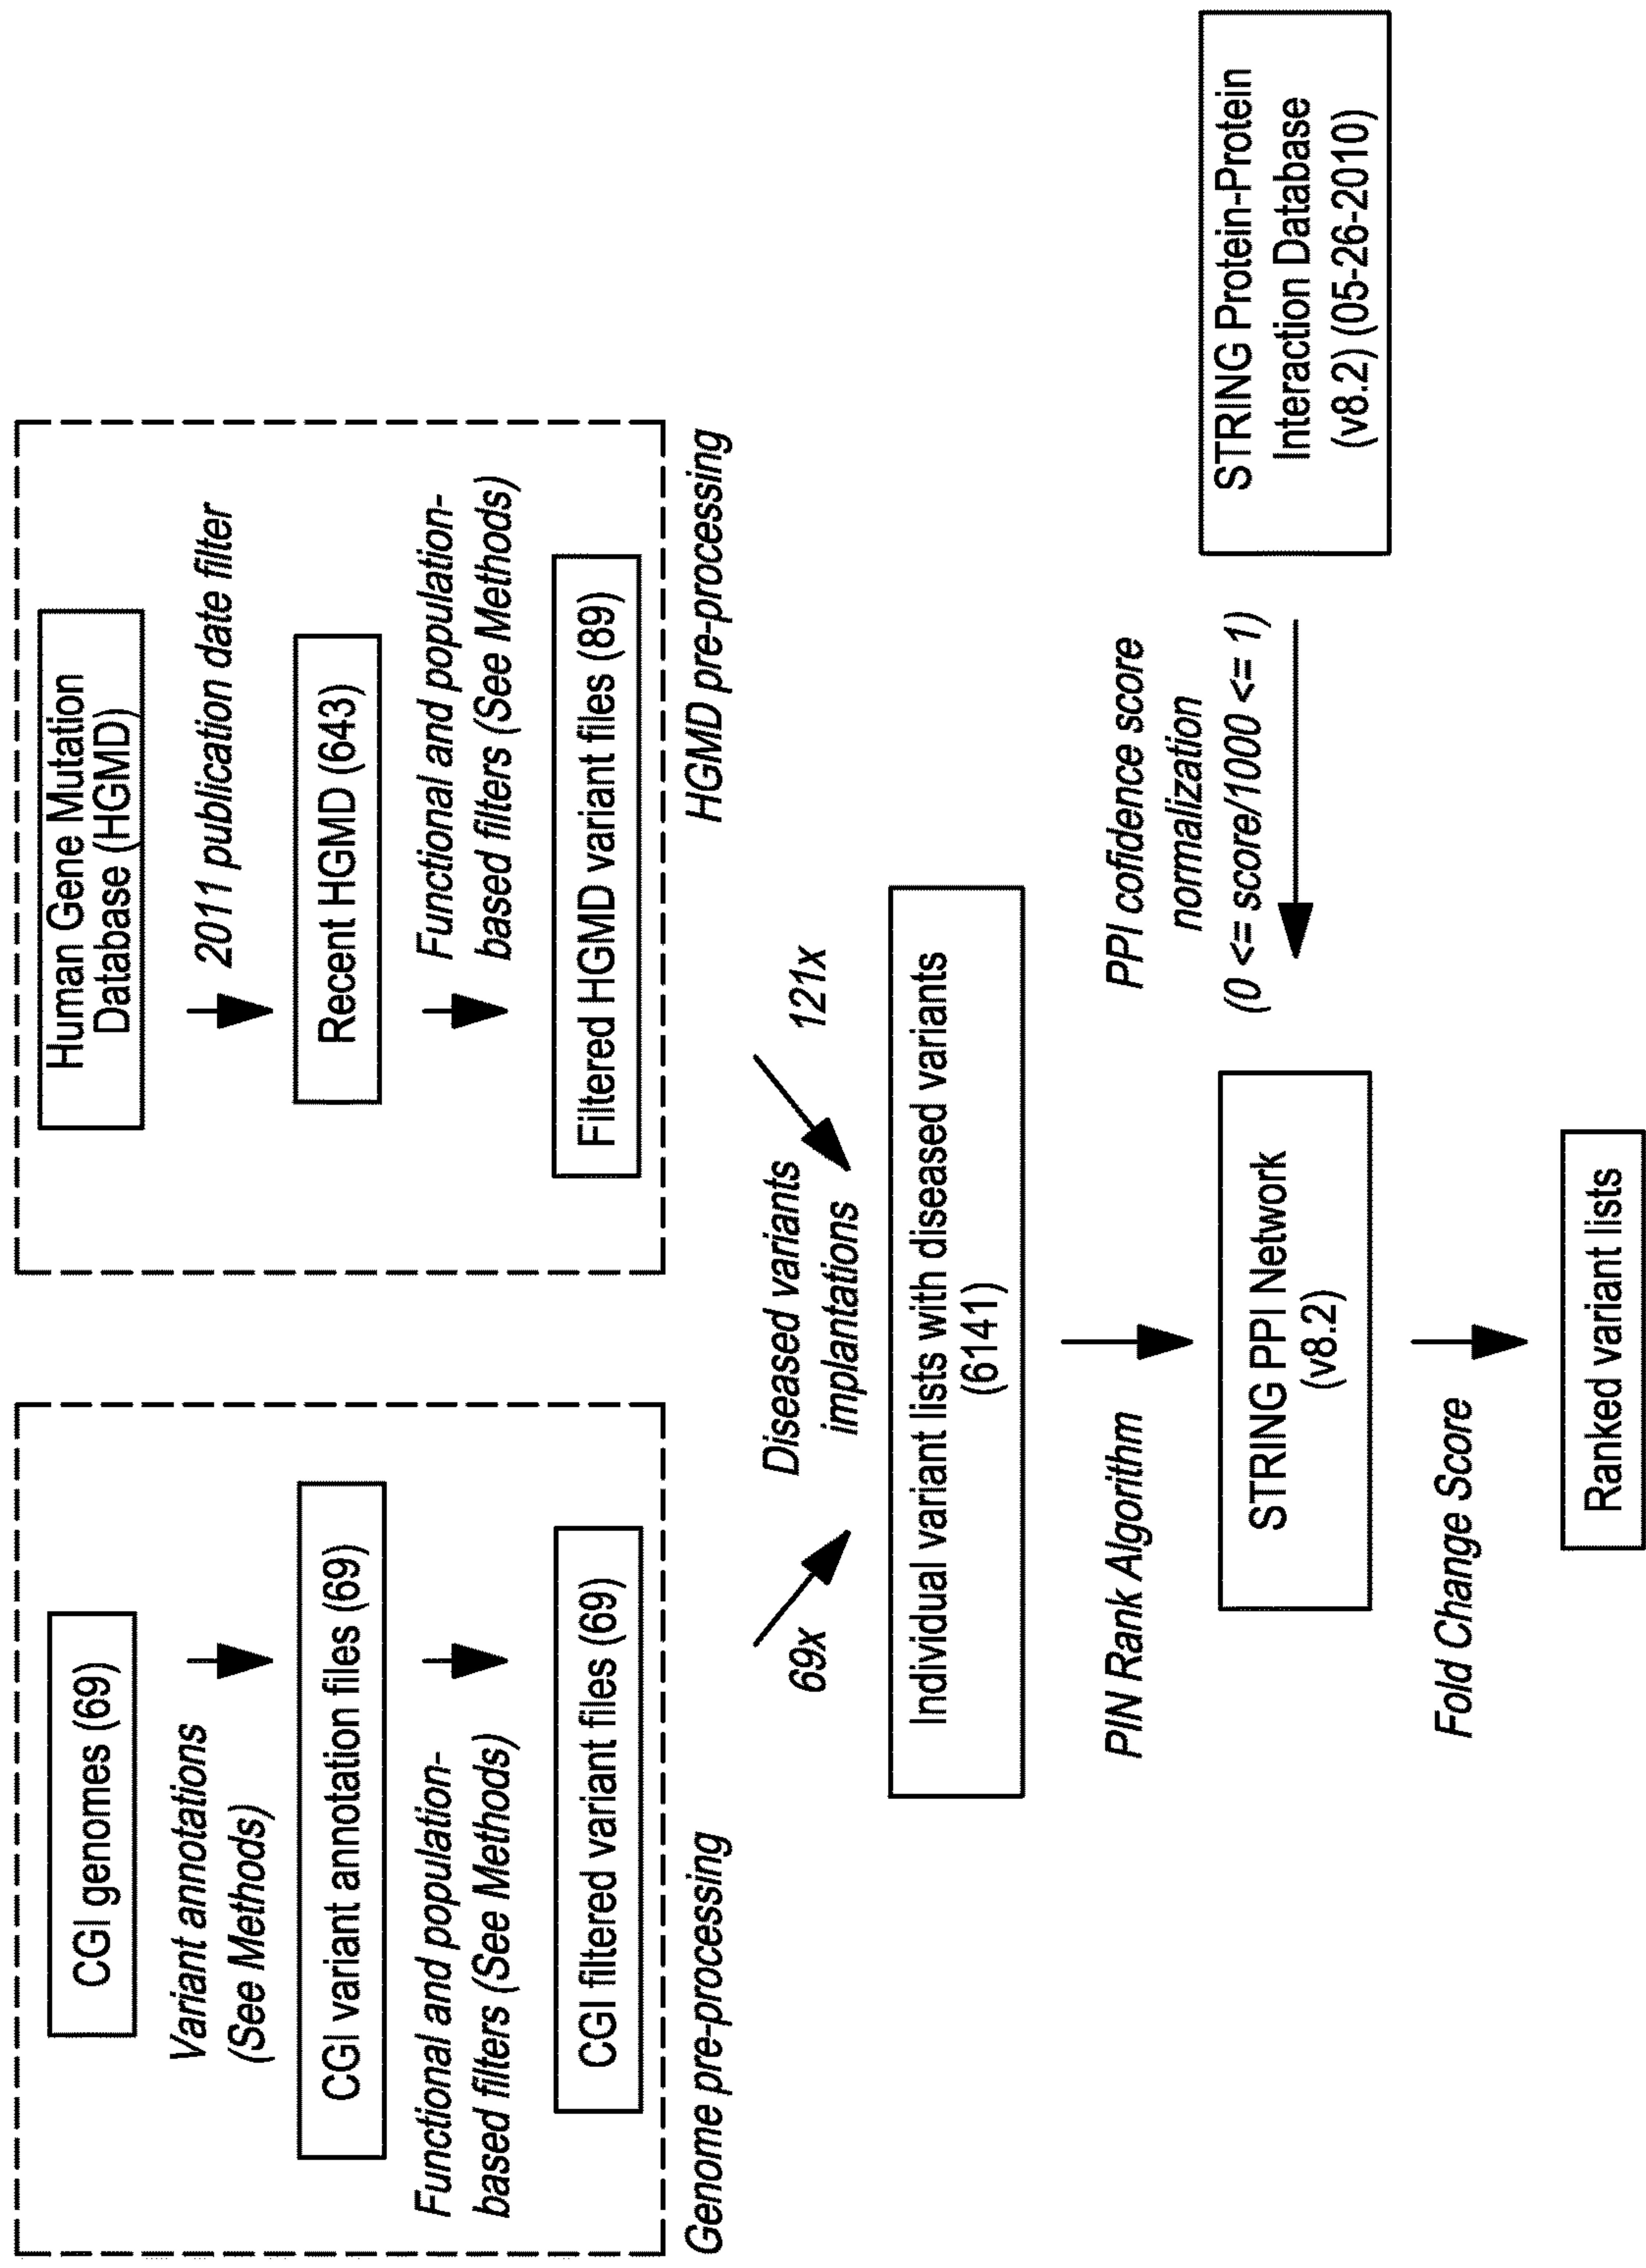 CGI genomes (69)
Variant annotations
(See Methods)
CGI variant annotation files (69)
Functional and population-
based filters (See Methods)
CGI filtered variant files (69)
Genome pre-processing
Human Gene Mutation
Database (HGMD)
2011 publication date filter
Recent HGMD (643)
Functional and population-
based filters (See Methods)
Filtered HGMD variant files (89)
HGMD pre-processing
69x
Diseased variants
implantations
121x
Individual variant lists with diseased variants
(6141)
PIN Rank Algorithm
PPI cofidence score
normalization
(0 <= score/1000 <= 1)
STRING PPI Network
(v8.2)
STRING Protein-Protein
Interaction Database
(v8.2) (05-26-2010)
Fold Change Score
Ranked variant lists